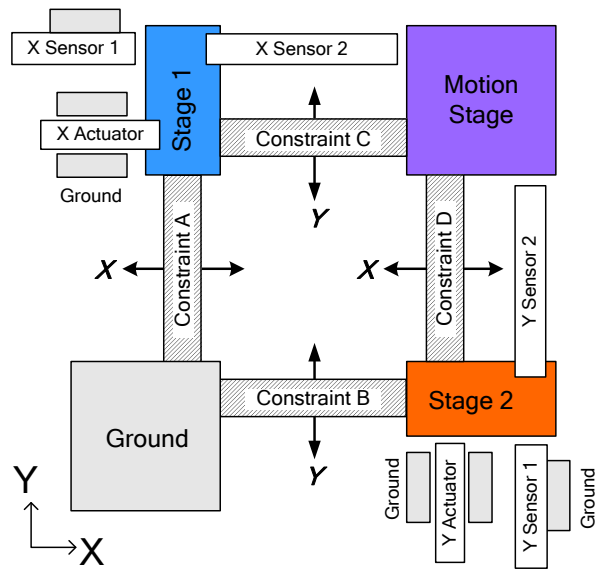 X Sensor 1
Stage 1
X Sensor 2
Motion
Stage
X Actuator
Constraint C
Ground
Y
Constraint A
Constraint D
X
X
Y Sensor 2
Ground
Constraint B
Stage 2
Y
Ground
Y Actuator
Y Sensor 1
Ground
Y
X